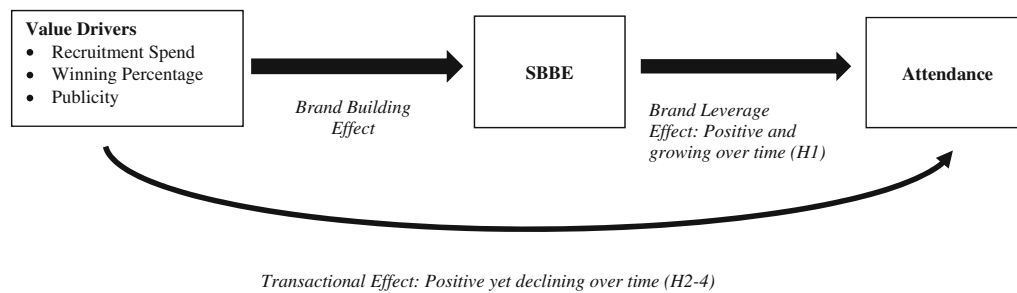 Value Drivers
• Recruitment Spend
• Winning Percentage
• Publicity
Brand Building
Effect
SBBE
Brand Leverage
Effect: Positive and
growing over time (H1)
Attendance
Transactional Effect: Positive yet declining over time (H2-4)